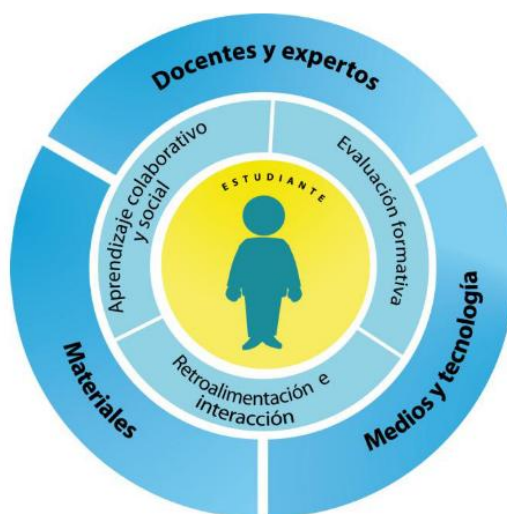 Docentes y expertos
Aprendizaje colaborativo
y social
Evaluación formativa
ESTUDIANTE
Retroalimentación e
interacción
Materiales
Medios y tecnología